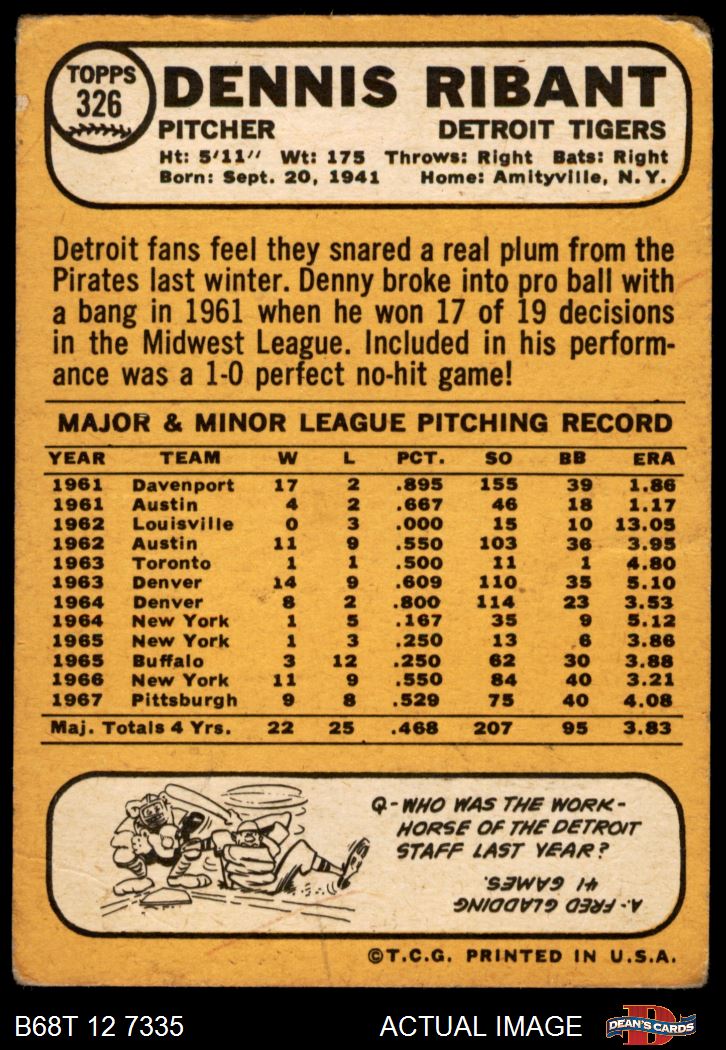 TOPPS
326
DENNIS RIBANT
PITCHER DETROIT TIGERS
Ht: 5'11" Wt: 175 Throws: Right Bats: Right
Born: Sept. 20, 1941 Home: Amityville, N.Y.
Detroit fans feel they snared a real plum from the
Pirates last winter. Denny broke into pro ball with
a bang in 1961 when he won 17 of 19 decisions
in the Midwest League. Included in his perform-
ance was a 1-0 perfect no-hit game!
MAJOR & MINOR LEAGUE PITCHING RECORD
YEAR TEAM W L PCT. SO BB ERA
1961 Davenport 17 2 .895 155 39 1.86
1961 Austin 4 2 .667 46 18 1.17
1962 Louisville 0 3 .000 15 10 13.05
1962 Austin 11 9 .550 103 36 3.95
1963 Toronto 1 1 .500 11 1 4.80
1963 Denver 14 9 .609 110 35 5.10
1964 Denver 8 2 .800 114 23 3.53
1964 New York 1 5 .167 35 9 5.12
1965 New York 1 3 .250 13 6 3.86
1965 Buffalo 3 12 .250 62 30 3.88
1966 New York 11 9 .550 84 40 3.21
1967 Pittsburgh 9 8 .529 75 40 4.08
Maj. Totals 4 Yrs. 22 25 .468 207 95 3.83
Q-WHO WAS THE WORK-
HORSE OF THE DETROIT
STAFF LAST YEAR?
A-FRED GLADDING
41 GAMES.
©T.C.G. PRINTED IN U.S.A.
B68T 12 7335 ACTUAL IMAGE
D
DEAN'S CARDS